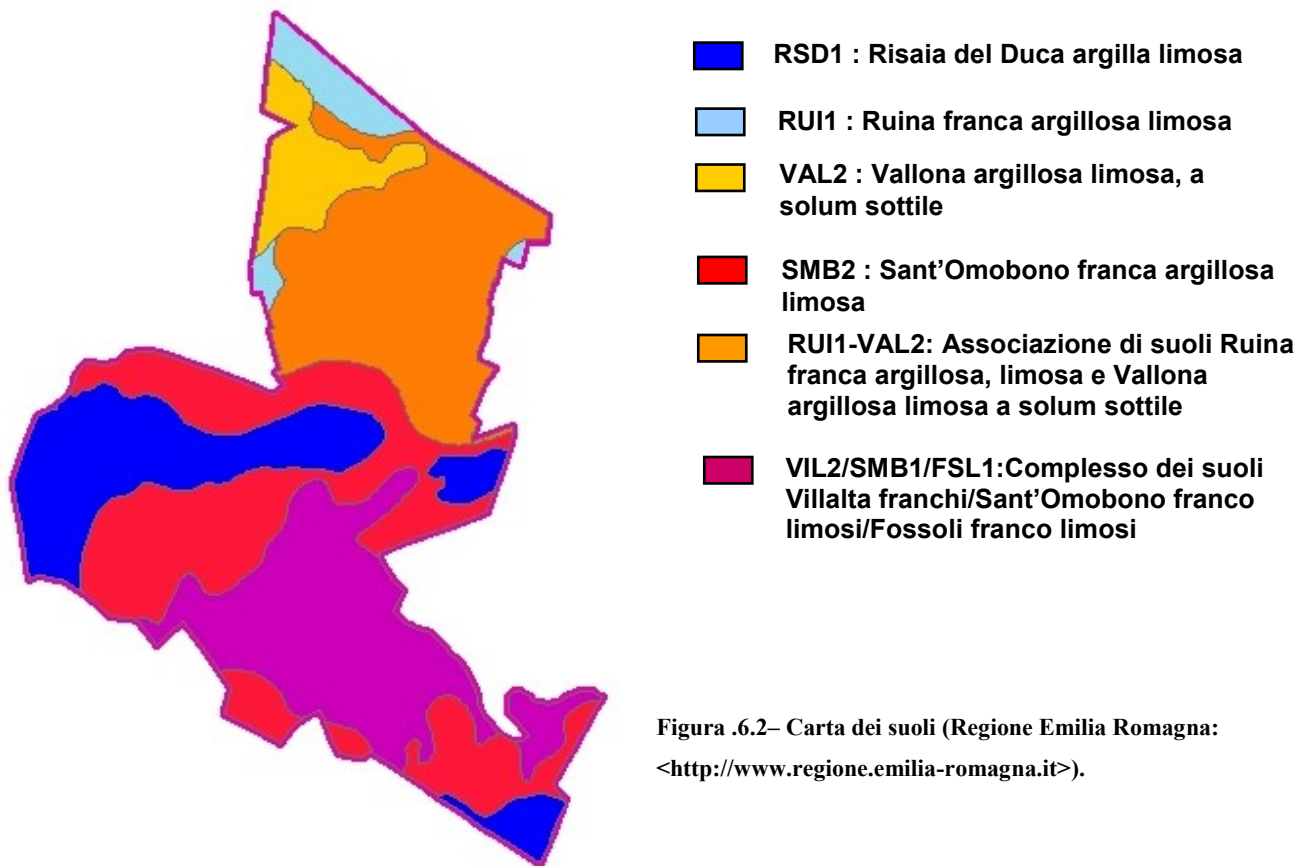 RSD1 : Risaia del Duca argilla limosa
RUI1 : Ruina franca argillosa limosa
VAL2 : Vallona argillosa limosa, a
solum sottile
SMB2 : Sant’Omobono franca argillosa
limosa
RUI1-VAL2: Associazione di suoli Ruina
franca argillosa, limosa e Vallona
argillosa limosa a solum sottile
VIL2/SMB1/FSL1:Complesso dei suoli
Villalta franchi/Sant’Omobono franco
limosi/Fossoli franco limosi
Figura .6.2– Carta dei suoli (Regione Emilia Romagna:
<http://www.regione.emilia-romagna.it>).